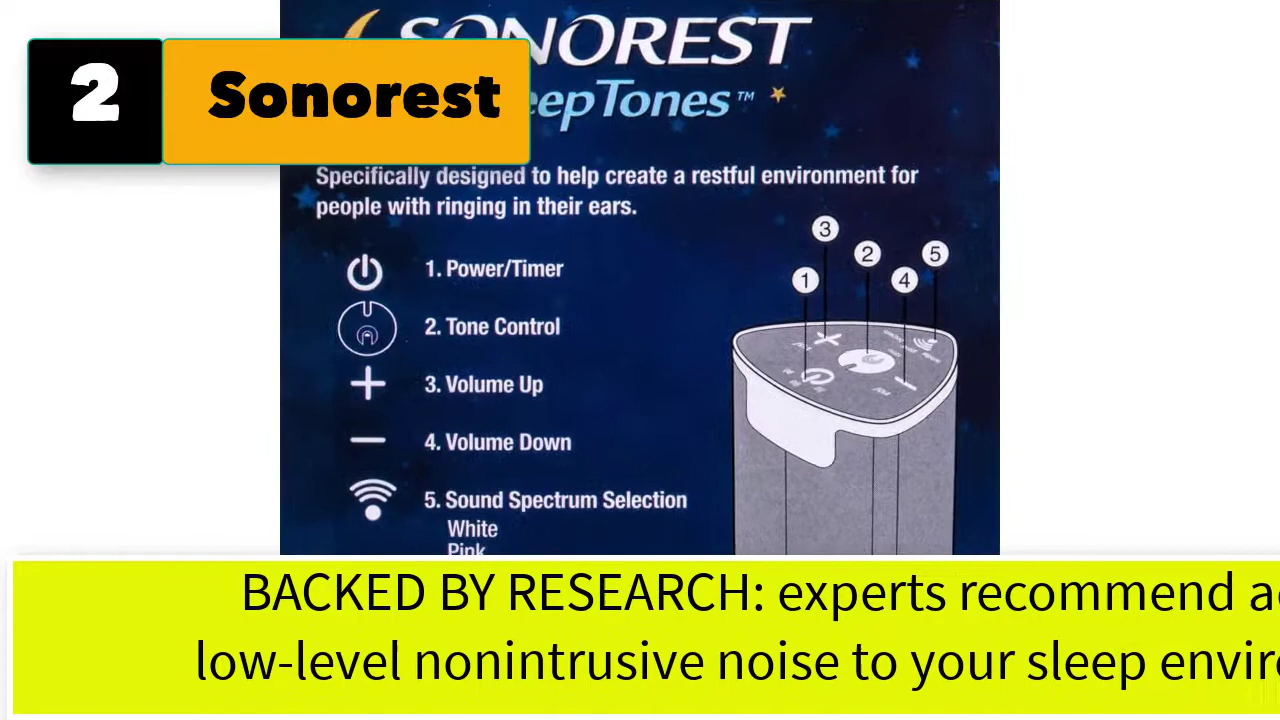 2 Sonorest
SONOREST
eepTones™
Specifically designed to help create a restful environment for
people with ringing in their ears.
1. Power/Timer
2. Tone Control
3. Volume Up
4. Volume Down
5. Sound Spectrum Selection
White
Pink
3
2
5
1
4
BACKED BY RESEARCH: experts recommend a
low-level nonintrusive noise to your sleep envir